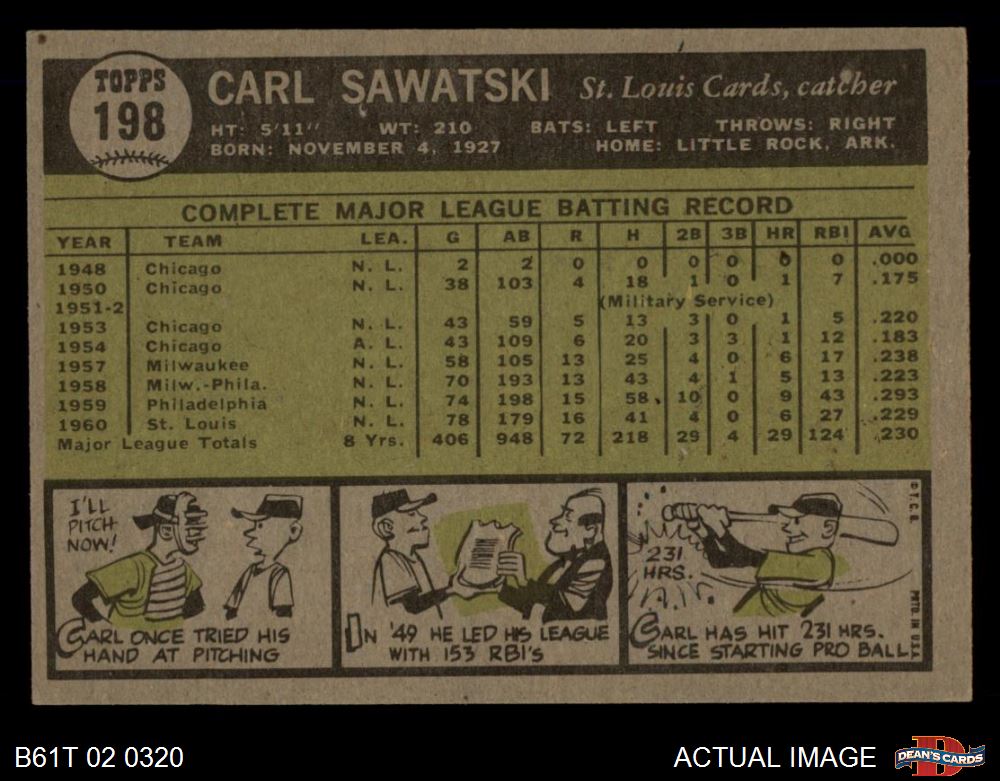 TOPPS
198
CARL SAWATSKI St. Louis Cards, catcher
HT: 5'11" WT: 210 BATS: LEFT THROWS: RIGHT
BORN: NOVEMBER 4, 1927 HOME: LITTLE ROCK, ARK.
COMPLETE MAJOR LEAGUE BATTING RECORD
YEAR TEAM LEA. G AB R H 2B 3B HR RBI AVG
1948 Chicago N. L. 2 2 0 0 0 0 0 0 .000
1950 Chicago N. L. 38 103 4 18 1 0 1 7 .175
1951-2 (Military Service)
1953 Chicago N. L. 43 59 5 13 3 0 1 5 .220
1954 Chicago A. L. 43 109 6 20 3 3 1 12 .183
1957 Milwaukee N. L. 58 105 13 25 4 0 6 17 .238
1958 Milw.-Phila. N. L. 70 193 13 43 4 1 5 13 .223
1959 Philadelphia N. L. 74 198 15 58 10 0 9 43 .293
1960 St. Louis N. L. 78 179 16 41 4 0 6 27 .229
Major League Totals 8 Yrs. 406 948 72 218 29 4 29 124 .230
I'LL
PITCH
NOW!
CARL ONCE TRIED HIS
HAND AT PITCHING
IN '49 HE LED HIS LEAGUE
WITH 153 RBI'S
231
HRS.
CARL HAS HIT 231 HRS.
SINCE STARTING PRO BALL
© T. C. G.
PRTD. IN U.S.A.
B61T 02 0320
ACTUAL IMAGE
DEAN'S CARDS